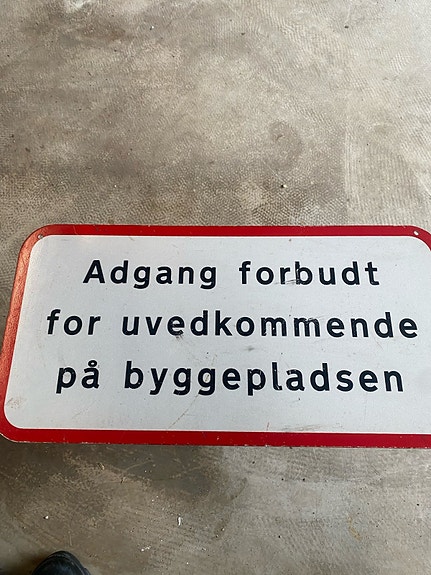 Adgang forbudt
for uvedkommende
på byggepladsen